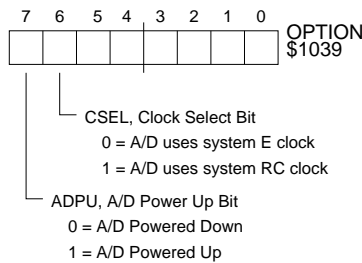 7 6 5 4 3 2 1 0
OPTION
$1039
CSEL, Clock Select Bit
0 = A/D uses system E clock
1 = A/D uses system RC clock
ADPU, A/D Power Up Bit
0 = A/D Powered Down
1 = A/D Powered Up